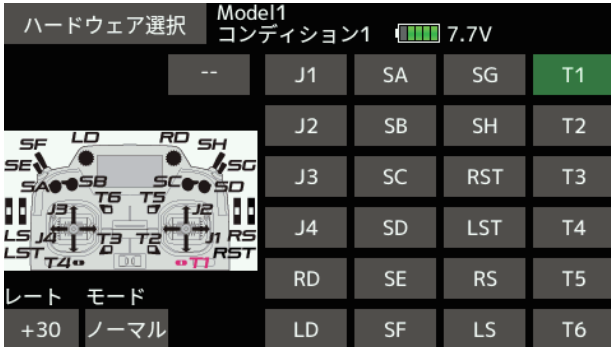 ハードウェア選択
Model1
コンディション1 7.7V
-- J1 SA SG T1
J2 SB SH T2
J3 SC RST T3
J4 SD LST T4
RD SE RS T5
LD SF LS T6
SF LD RD SH
SE SG
SA SB SC SD
T6 T5
J3 J2
LS J4 T3 T2 J1 RS
LST RST
T4 T1
レート モード
+30 ノーマル